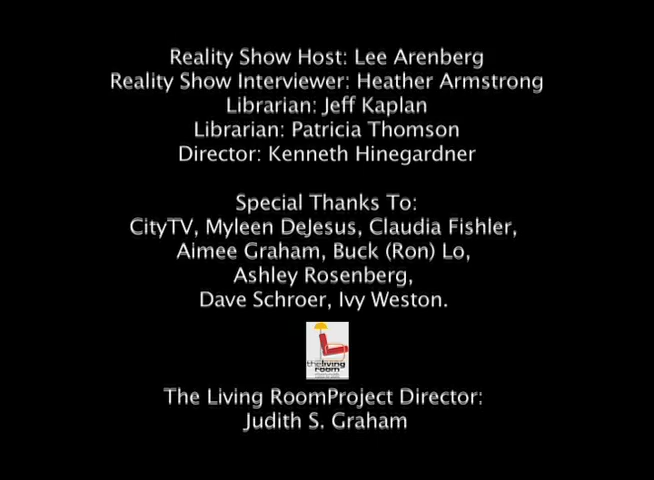 Reality Show Host: Lee Arenberg
Reality Show Interviewer: Heather Armstrong
Librarian: Jeff Kaplan
Librarian: Patricia Thomson
Director: Kenneth Hinegardner
Special Thanks To:
CityTV, Myleen DeJesus, Claudia Fishler,
Aimee Graham, Buck (Ron) Lo,
Ashley Rosenberg,
Dave Schroer, Ivy Weston.
theliving
room
The Living RoomProject Director:
Judith S. Graham